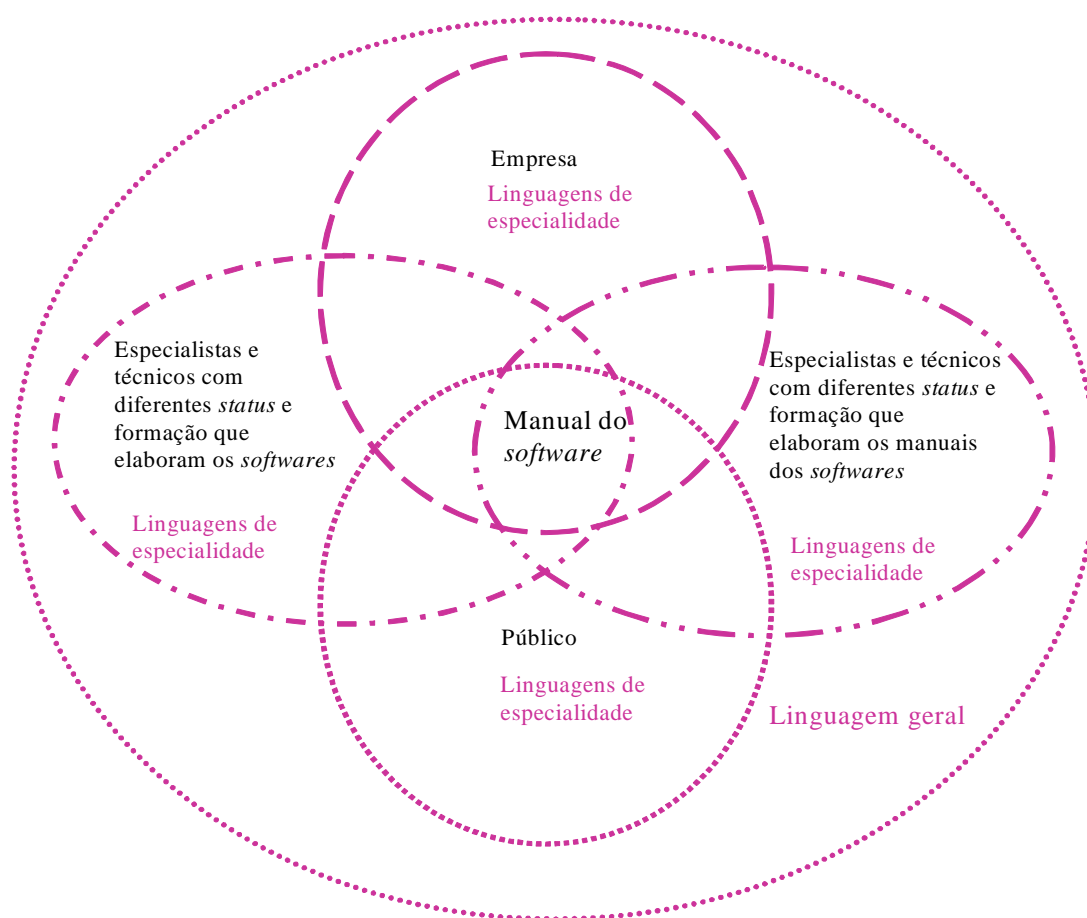 Empresa
Linguagens de
especialidade
Especialistas e
técnicos com
diferentes status e
formação que
elaboram os softwares
Linguagens de
especialidade
Manual do
software
Especialistas e técnicos
com diferentes status e
formação que
elaboram os manuais
dos softwares
Linguagens de
especialidade
Público
Linguagens de
especialidade
Linguagem geral